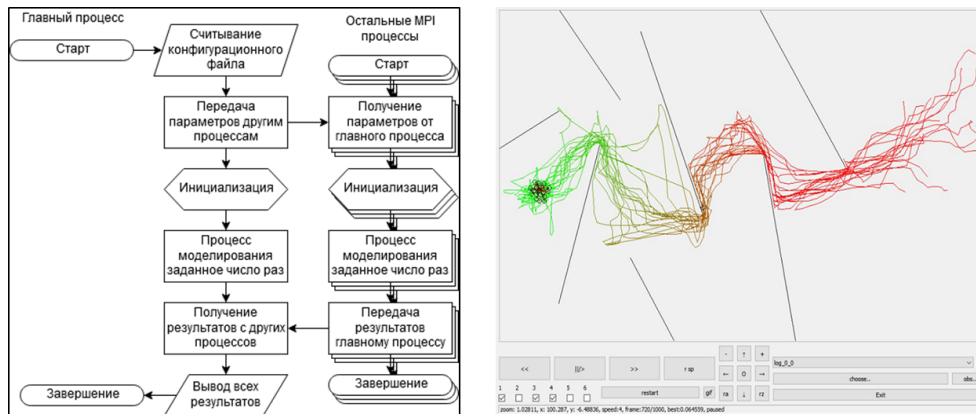 Главный процесс
Остальные MPI
процессы
Старт
Считывание
конфигурационного
файла
Старт
Передача
параметров другим
процессам
Получение
параметров от
главного процесса
Инициализация
Инициализация
Процесс
моделирования
заданное число раз
Процесс
моделирования
заданное число раз
Получение
результатов с других
процессов
Передача
результатов
главному процессу
Завершение
Вывод всех
результатов
Завершение
<< ||/> >> r sp
- ↑ +
← 0 →
ra ↓ rz
log_0_0
choose..
obs..
Exit
1 2 3 4 5 6
restart
gif
zoom: 1.02811, x: 100.287, y: -6.48836, speed:4, frame:720/1000, best:0.064559, paused